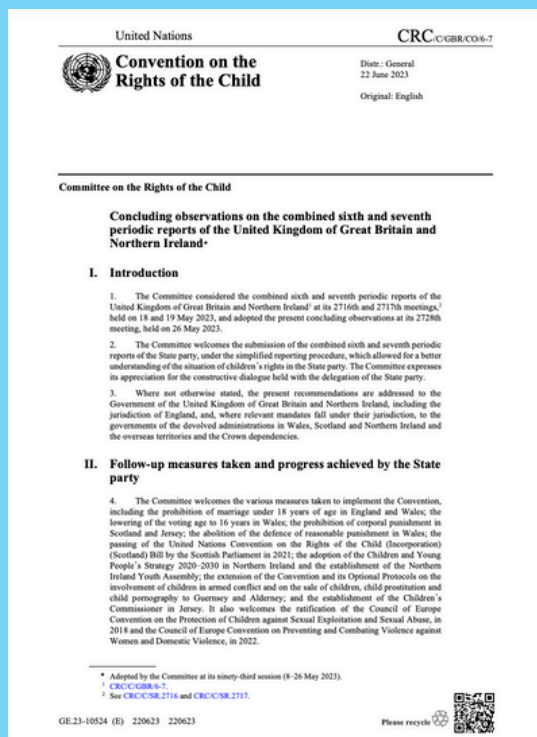 United Nations
CRC/C/GBR/CO/6-7
Convention on the
Rights of the Child
Distr.: General
22 June 2023
Original: English
Committee on the Rights of the Child
Concluding observations on the combined sixth and seventh
periodic reports of the United Kingdom of Great Britain and
Northern Ireland*
I. Introduction
1. The Committee considered the combined sixth and seventh periodic reports of the
United Kingdom of Great Britain and Northern Ireland¹ at its 2716th and 2717th meetings,²
held on 18 and 19 May 2023, and adopted the present concluding observations at its 2728th
meeting, held on 26 May 2023.
2. The Committee welcomes the submission of the combined sixth and seventh periodic
reports of the State party, under the simplified reporting procedure, which allowed for a better
understanding of the situation of children's rights in the State party. The Committee expresses
its appreciation for the constructive dialogue held with the delegation of the State party.
3. Where not otherwise stated, the present recommendations are addressed to the
Government of the United Kingdom of Great Britain and Northern Ireland, including the
jurisdiction of England, and, where relevant mandates fall under their jurisdiction, to the
governments of the devolved administrations in Wales, Scotland and Northern Ireland and
the overseas territories and the Crown dependencies.
II. Follow-up measures taken and progress achieved by the State
party
4. The Committee welcomes the various measures taken to implement the Convention,
including the prohibition of marriage under 18 years of age in England and Wales; the
lowering of the voting age to 16 years in Wales; the prohibition of corporal punishment in
Scotland and Jersey; the abolition of the defence of reasonable punishment in Wales; the
passing of the United Nations Convention on the Rights of the Child (Incorporation)
(Scotland) Bill by the Scottish Parliament in 2021; the adoption of the Children and Young
People's Strategy 2020–2030 in Northern Ireland and the establishment of the Northern
Ireland Youth Assembly; the extension of the Convention and its Optional Protocols on the
involvement of children in armed conflict and on the sale of children, child prostitution and
child pornography to Guernsey and Alderney; and the establishment of the Children's
Commissioner in Jersey. It also welcomes the ratification of the Council of Europe
Convention on the Protection of Children against Sexual Exploitation and Sexual Abuse, in
2018 and the Council of Europe Convention on Preventing and Combating Violence against
Women and Domestic Violence, in 2022.
* Adopted by the Committee at its ninety-third session (8–26 May 2023).
¹ CRC/C/GBR/6-7.
² See CRC/C/SR.2716 and CRC/C/SR.2717.
GE.23-10524 (E) 220623 220623
Please recycle